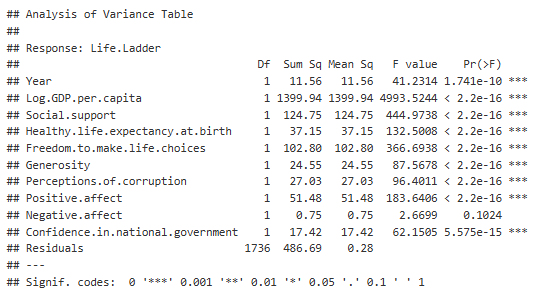 ## Analysis of Variance Table
##
## Response: Life.Ladder
##                                    Df  Sum Sq Mean Sq   F value    Pr(>F)
## Year                                1   11.56   11.56   41.2314 1.741e-10 ***
## Log.GDP.per.capita                  1 1399.94 1399.94 4993.5244 < 2.2e-16 ***
## Social.support                      1  124.75  124.75  444.9738 < 2.2e-16 ***
## Healthy.life.expectancy.at.birth    1   37.15   37.15  132.5008 < 2.2e-16 ***
## Freedom.to.make.life.choices        1  102.80  102.80  366.6938 < 2.2e-16 ***
## Generosity                          1   24.55   24.55   87.5678 < 2.2e-16 ***
## Perceptions.of.corruption           1   27.03   27.03   96.4011 < 2.2e-16 ***
## Positive.affect                     1   51.48   51.48  183.6406 < 2.2e-16 ***
## Negative.affect                     1    0.75    0.75    2.6699    0.1024
## Confidence.in.national.government   1   17.42   17.42   62.1505 5.575e-15 ***
## Residuals                        1736  486.69    0.28
## ---
## Signif. codes:  0 '***' 0.001 '**' 0.01 '*' 0.05 '.' 0.1 ' ' 1